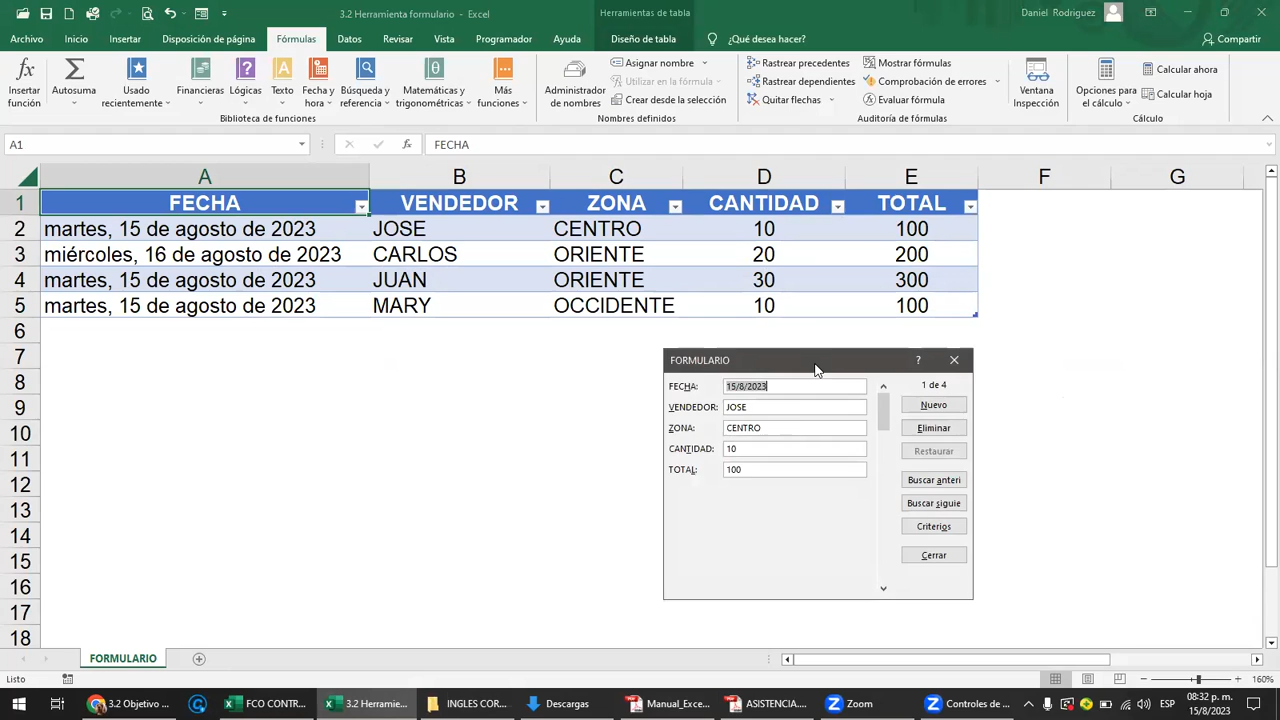 3.2 Herramienta formulario - Excel
Herramientas de tabla
Daniel Rodriguez
Archivo Inicio Insertar Disposición de página Fórmulas Datos Revisar Vista Programador Ayuda Diseño de tabla ¿Qué desea hacer? Compartir
Insertar función
Autosuma
Usado recientemente
Financieras
Lógicas
Texto
Fecha y hora
Búsqueda y referencia
Matemáticas y trigonométricas
Más funciones
Biblioteca de funciones
Administrador de nombres
Asignar nombre
Utilizar en la fórmula
Crear desde la selección
Nombres definidos
Rastrear precedentes
Rastrear dependientes
Quitar flechas
Mostrar fórmulas
Comprobación de errores
Evaluar fórmula
Auditoría de fórmulas
Ventana Inspección
Opciones para el cálculo
Calcular ahora
Calcular hoja
Cálculo
A1 fx FECHA
A B C D E F G
1 FECHA VENDEDOR ZONA CANTIDAD TOTAL
2 martes, 15 de agosto de 2023 JOSE CENTRO 10 100
3 miércoles, 16 de agosto de 2023 CARLOS ORIENTE 20 200
4 martes, 15 de agosto de 2023 JUAN ORIENTE 30 300
5 martes, 15 de agosto de 2023 MARY OCCIDENTE 10 100
6
7
8
9
10
11
12
13
14
15
16
17
18
FORMULARIO ?
FECHA: 15/8/2023 1 de 4
VENDEDOR: JOSE Nuevo
ZONA: CENTRO Eliminar
CANTIDAD: 10 Restaurar
TOTAL: 100
Buscar anteri
Buscar siguie
Criterios
Cerrar
FORMULARIO
Listo 160%
3.2 Objetivo ... FCO CONTR... 3.2 Herramie... INGLES COR... Descargas Manual_Exce... ASISTENCIA.... Zoom Controles de ... ESP 08:32 p. m.
15/8/2023